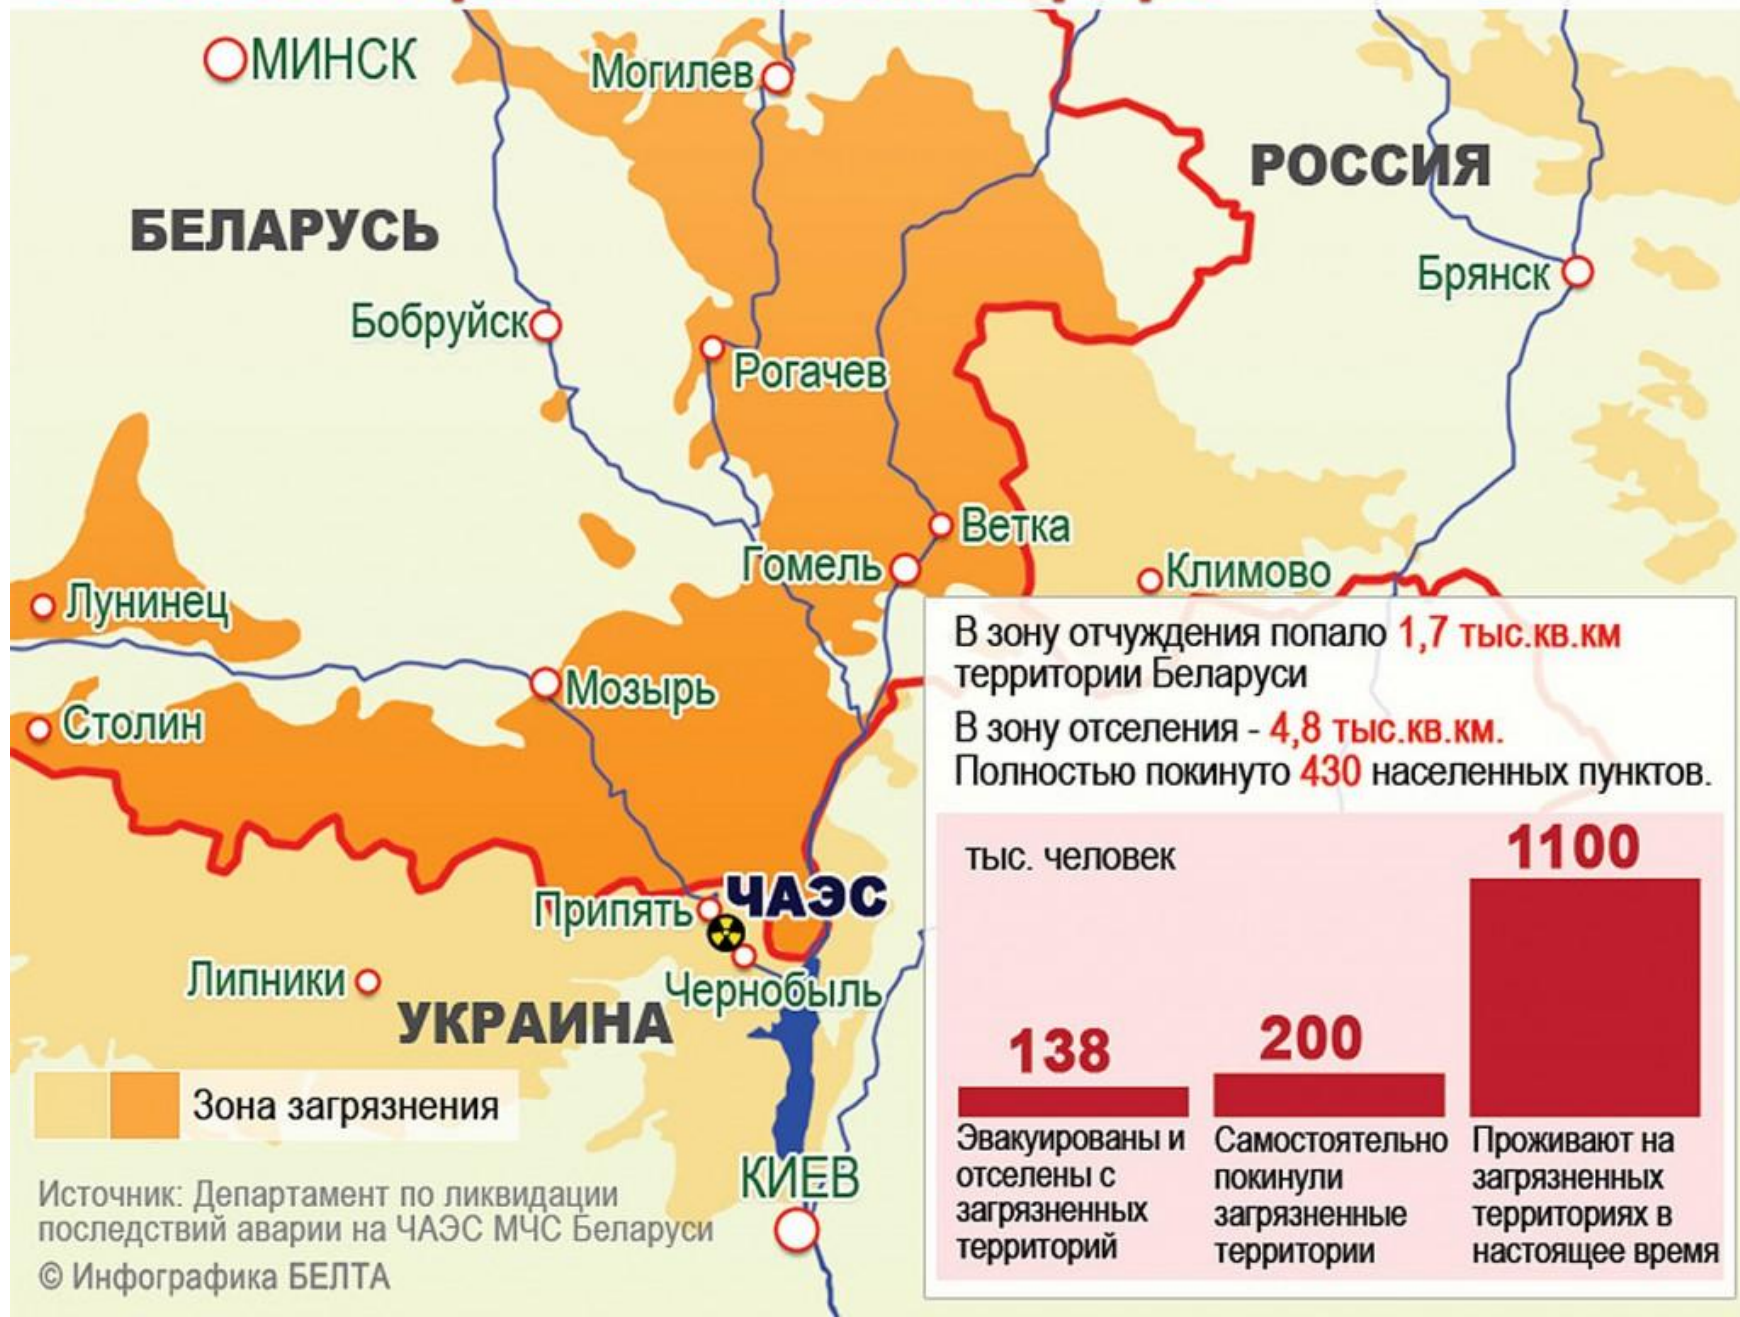 МИНСК
Могилев
РОССИЯ
БЕЛАРУСЬ
Брянск
Бобруйск
Рогачев
Ветка
Гомель
Климово
Лунинец
Мозырь
Столин
В зону отчуждения попало 1,7 тыс.кв.км
территории Беларуси
В зону отселения - 4,8 тыс.кв.км.
Полностью покинуто 430 населенных пунктов.
тыс. человек
1100
138
200
Эвакуированы и
отселены с
загрязненных
территорий
Самостоятельно
покинули
загрязненные
территории
Проживают на
загрязненных
территориях в
настоящее время
ЧАЭС
Припять
Липники
Чернобыль
УКРАИНА
Зона загрязнения
КИЕВ
Источник: Департамент по ликвидации
последствий аварии на ЧАЭС МЧС Беларуси
© Инфографика БЕЛТА